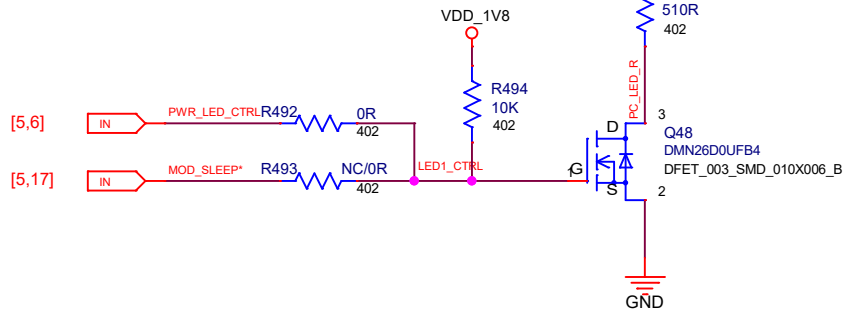 510R
402
VDD_1V8
PC_LED_R
R494
10K
402
[5,6]
IN
PWR_LED_CTRL
R492
0R
402
3
D
Q48
DMN26D0UFB4
DFET_003_SMD_010X006_B
G
1
S
2
[5,17]
IN
MOD_SLEEP*
R493
NC/0R
402
LED1_CTRL
GND